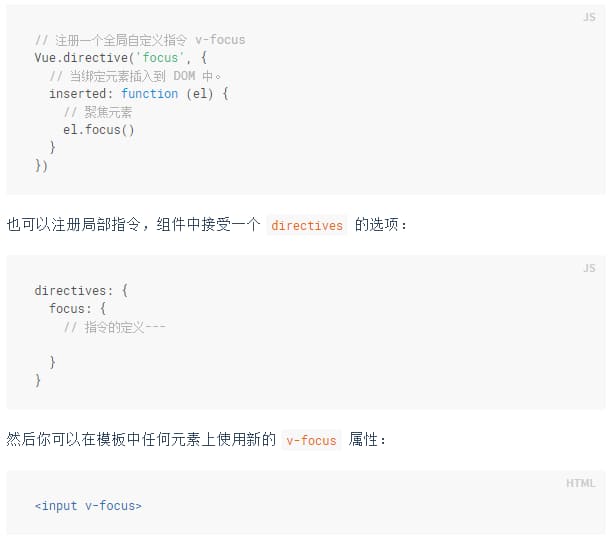 JS
// 注册一个全局自定义指令 v-focus
Vue.directive('focus', {
  // 当绑定元素插入到 DOM 中。
  inserted: function (el) {
    // 聚焦元素
    el.focus()
  }
})
也可以注册局部指令，组件中接受一个 directives 的选项：
JS
directives: {
  focus: {
    // 指令的定义---
  }
}
然后你可以在模板中任何元素上使用新的 v-focus 属性：
HTML
<input v-focus>